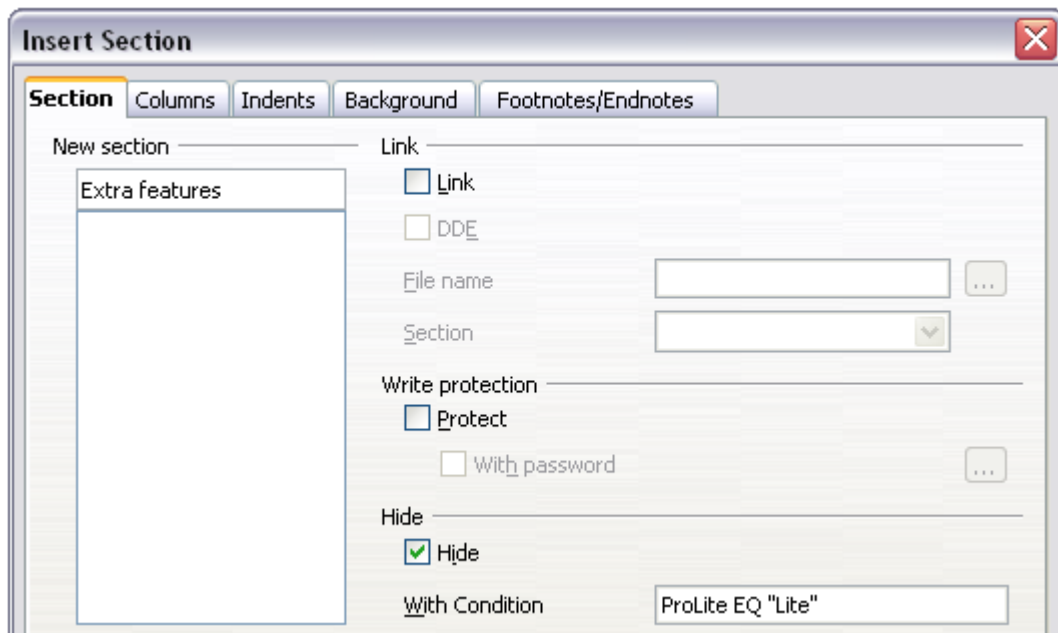 Insert Section
Section Columns Indents Background Footnotes/Endnotes
New section
Extra features
Link
Link
DDE
File name
...
Section
Write protection
Protect
With password
...
Hide
Hide
With Condition
ProLite EQ "Lite"